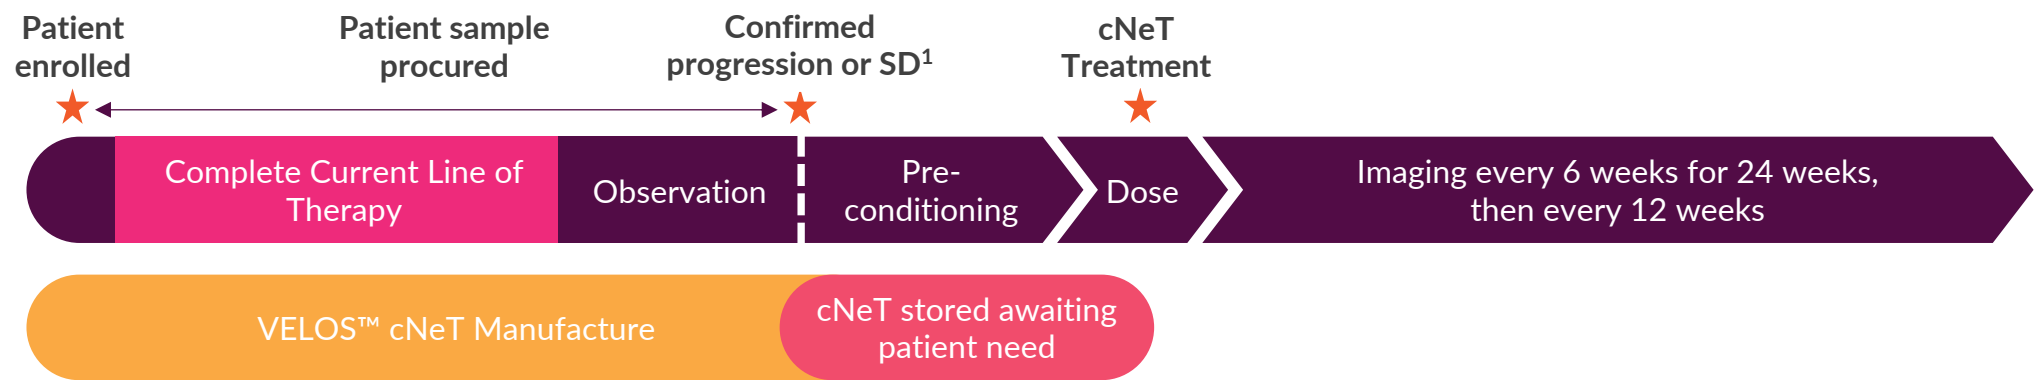 Patient
enrolled
Patient sample
procured
Confirmed
progression or SD¹
cNeT
Treatment
Complete Current Line of
Therapy
Observation
Pre-
conditioning
Dose
Imaging every 6 weeks for 24 weeks,
then every 12 weeks
VELOS™ cNeT Manufacture
cNeT stored awaiting
patient need